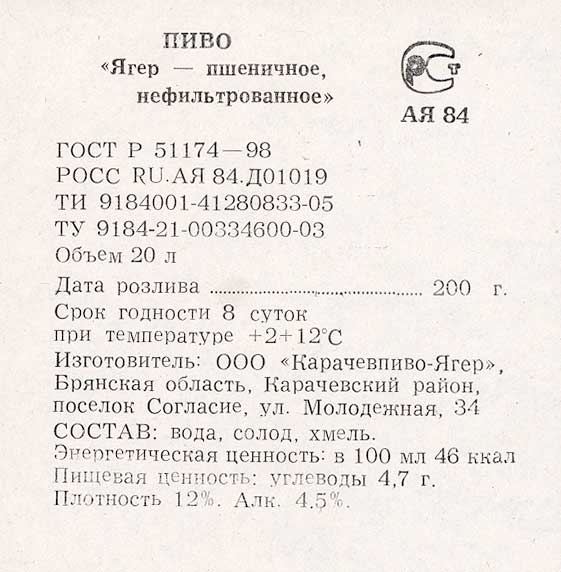 ПИВО
«Ягер — пшеничное,
нефильтрованное»
РСТ
АЯ 84
ГОСТ Р 51174—98
РОСС RU.АЯ 84.Д01019
ТИ 9184001-41280833-05
ТУ 9184-21-00334600-03
Объем 20 л
Дата розлива ........................................ 200 г.
Срок годности 8 суток
при температуре +2+12°С
Изготовитель: ООО «Карачевпиво-Ягер»,
Брянская область, Карачевский район,
поселок Согласие, ул. Молодежная, 34
СОСТАВ: вода, солод, хмель.
Энергетическая ценность: в 100 мл 46 ккал
Пищевая ценность: углеводы 4,7 г.
Плотность 12%. Алк. 4,5%.